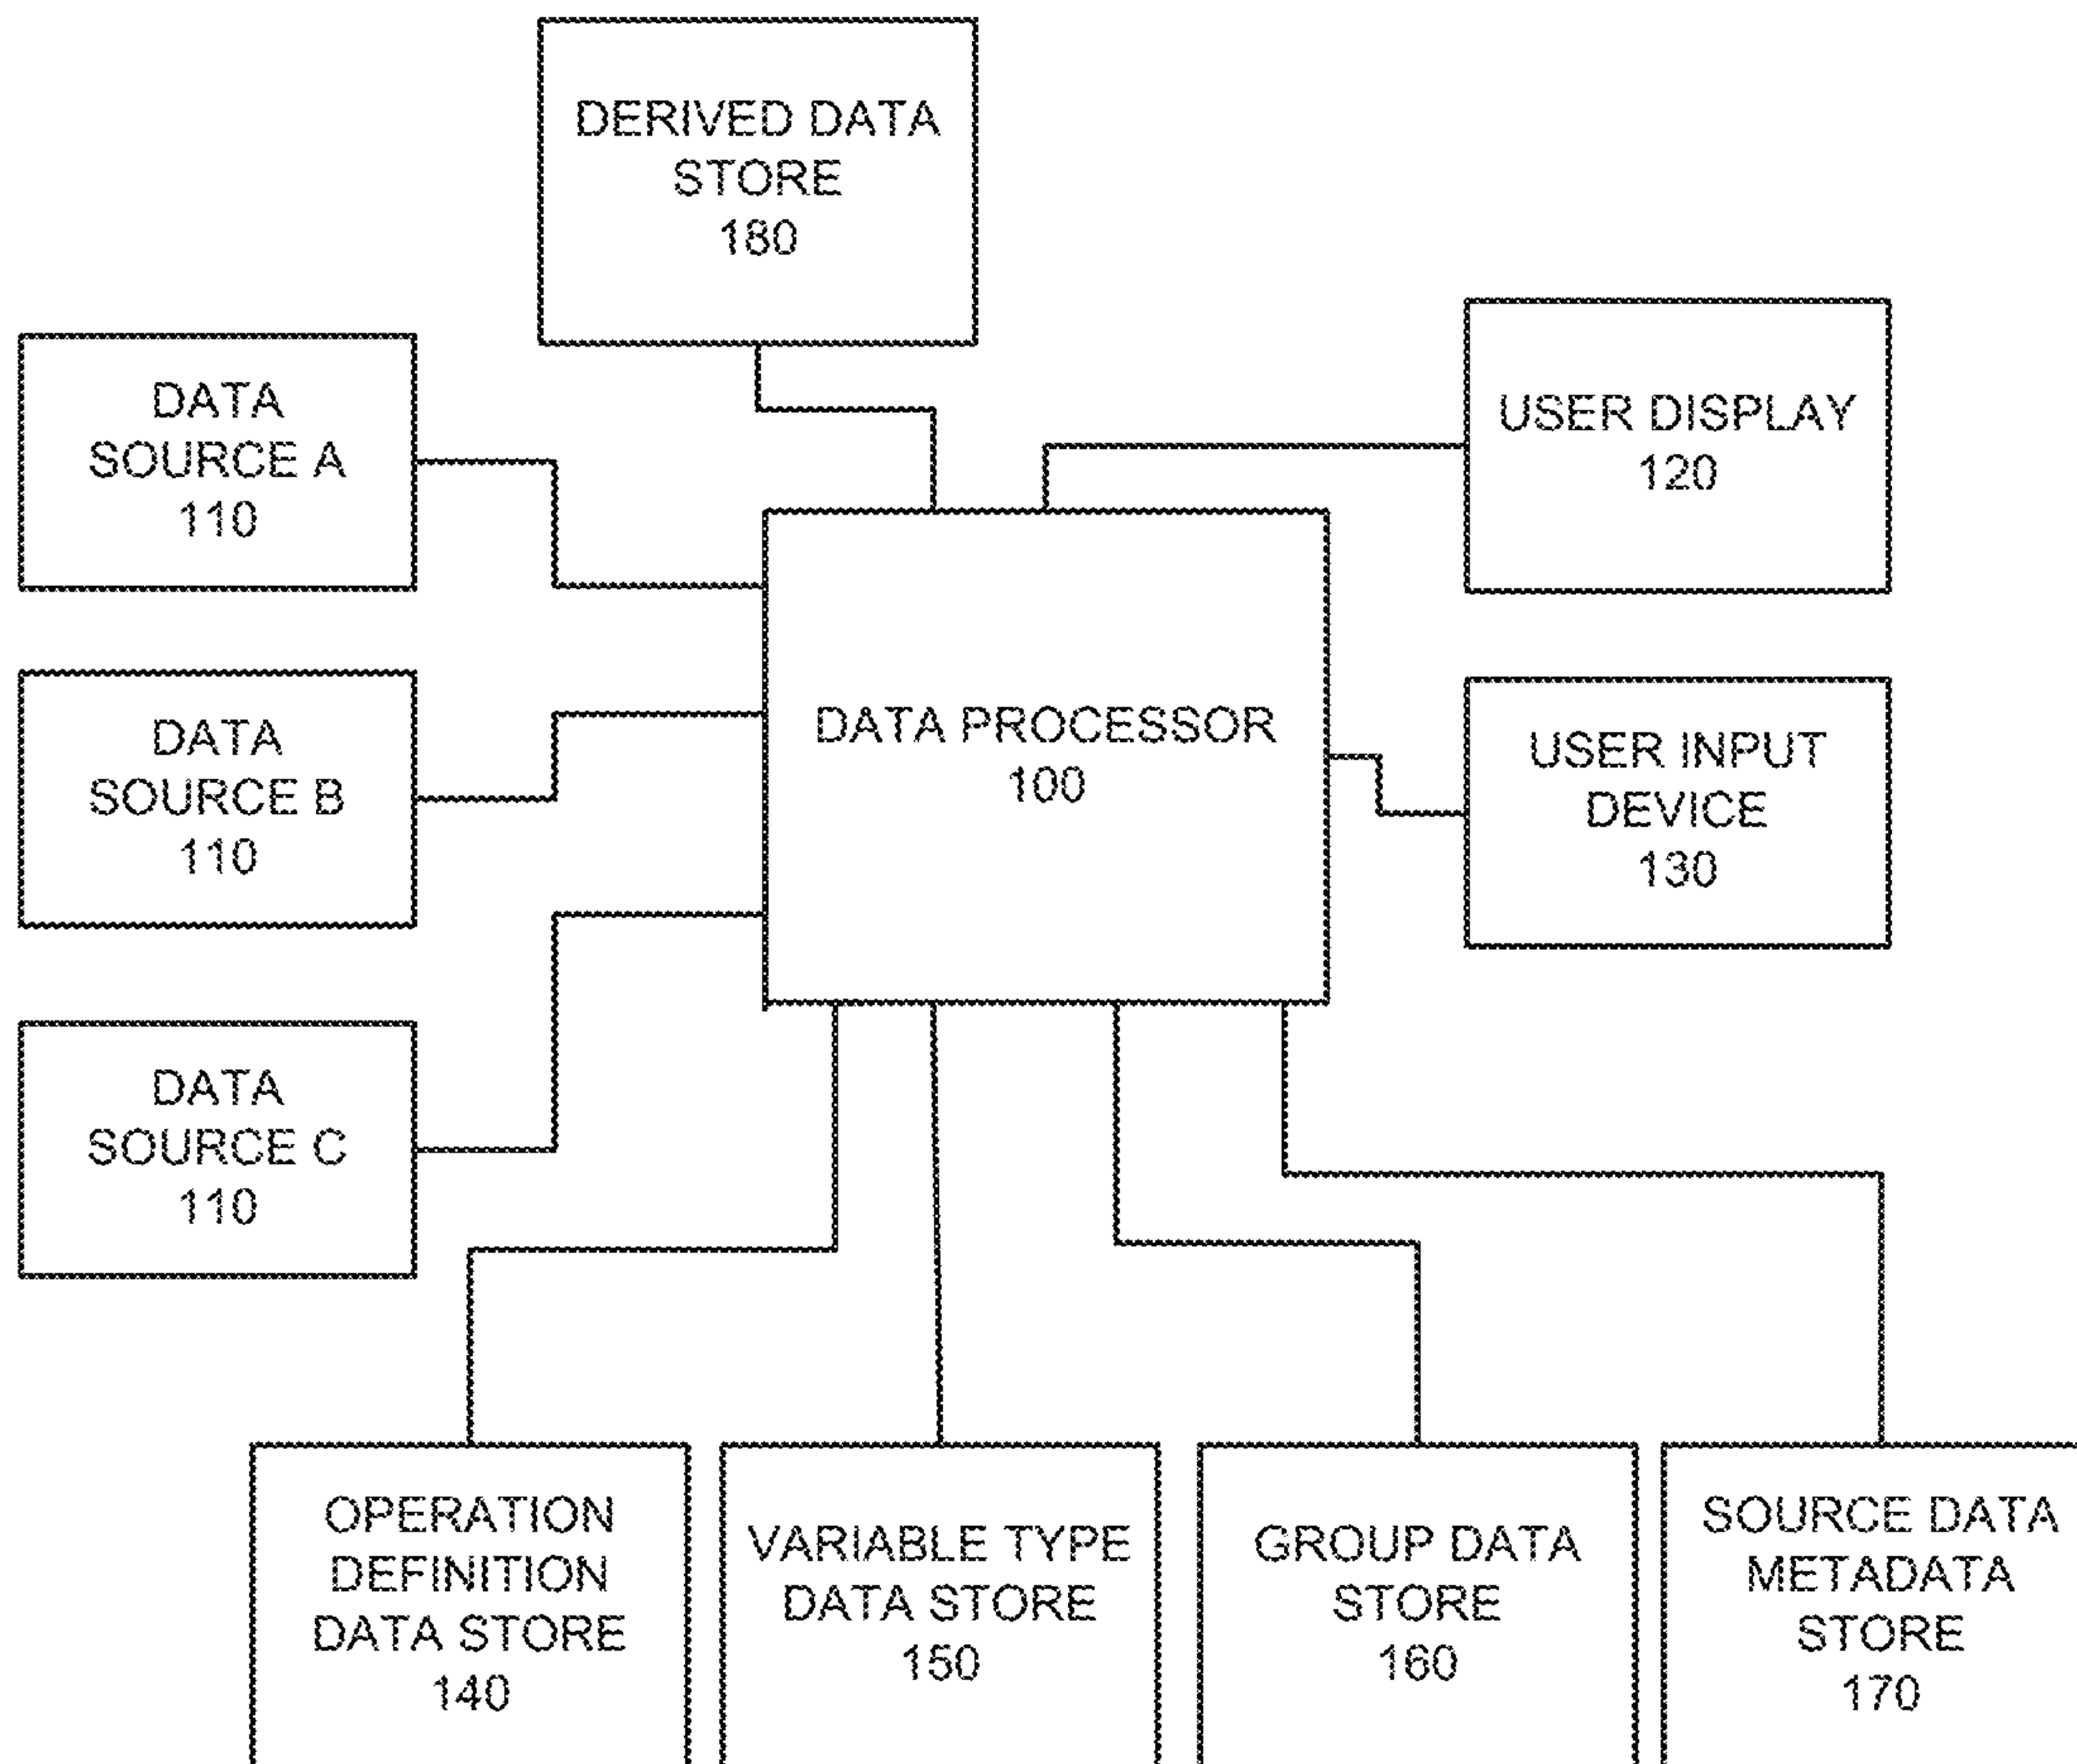 DERIVED DATA
STORE
180
DATA
SOURCE A
110
USER DISPLAY
120
DATA
SOURCE B
110
DATA PROCESSOR
100
USER INPUT
DEVICE
130
DATA
SOURCE C
110
OPERATION
DEFINITION
DATA STORE
140
VARIABLE TYPE
DATA STORE
150
GROUP DATA
STORE
160
SOURCE DATA
METADATA
STORE
170